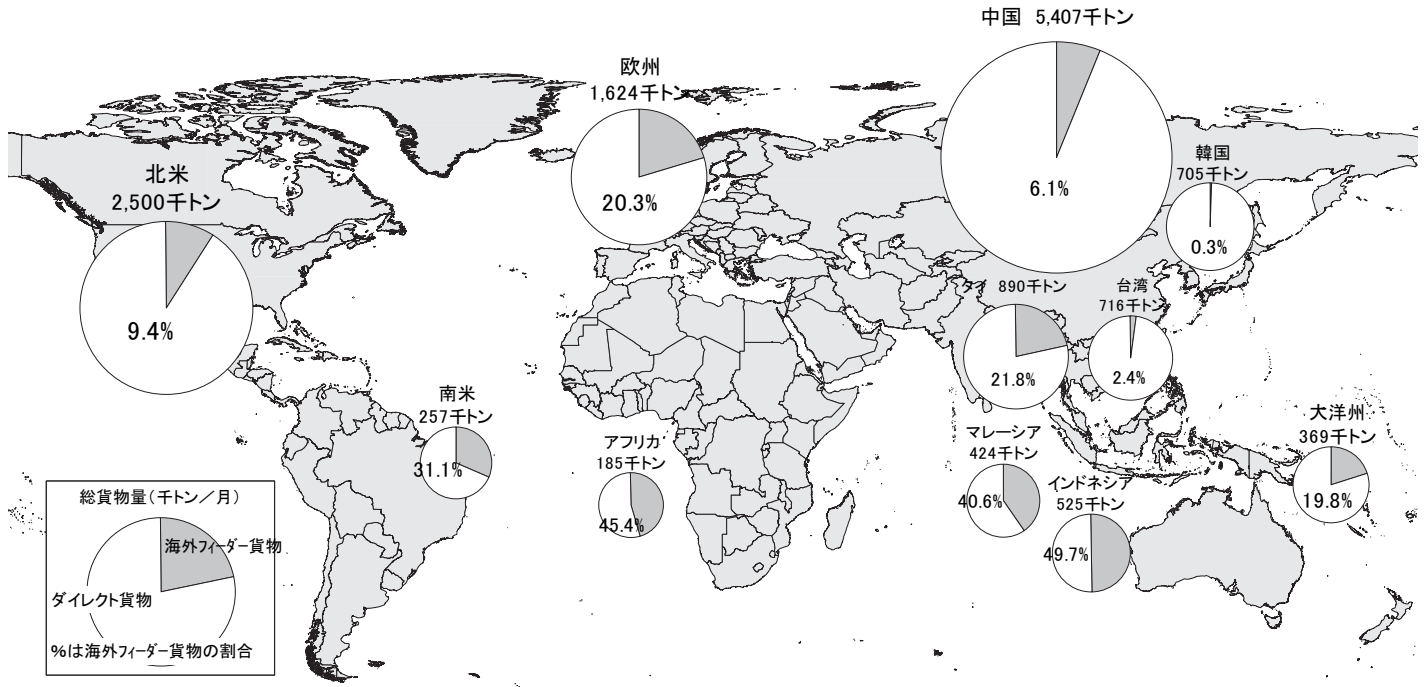 中国 5,407千トン
欧州
1,624千トン
6.1%
韓国
705千トン
0.3%
北米
2,500千トン
20.3%
9.4%
タイ 890千トン
台湾
716千トン
21.8%
2.4%
南米
257千トン
31.1%
アフリカ
185千トン
45.4%
マレーシア
424千トン
40.6%
インドネシア
525千トン
49.7%
大洋州
369千トン
19.8%
総貨物量(千トン/月)
海外フィーダー貨物
ダイレクト貨物
%は海外フィーダー貨物の割合